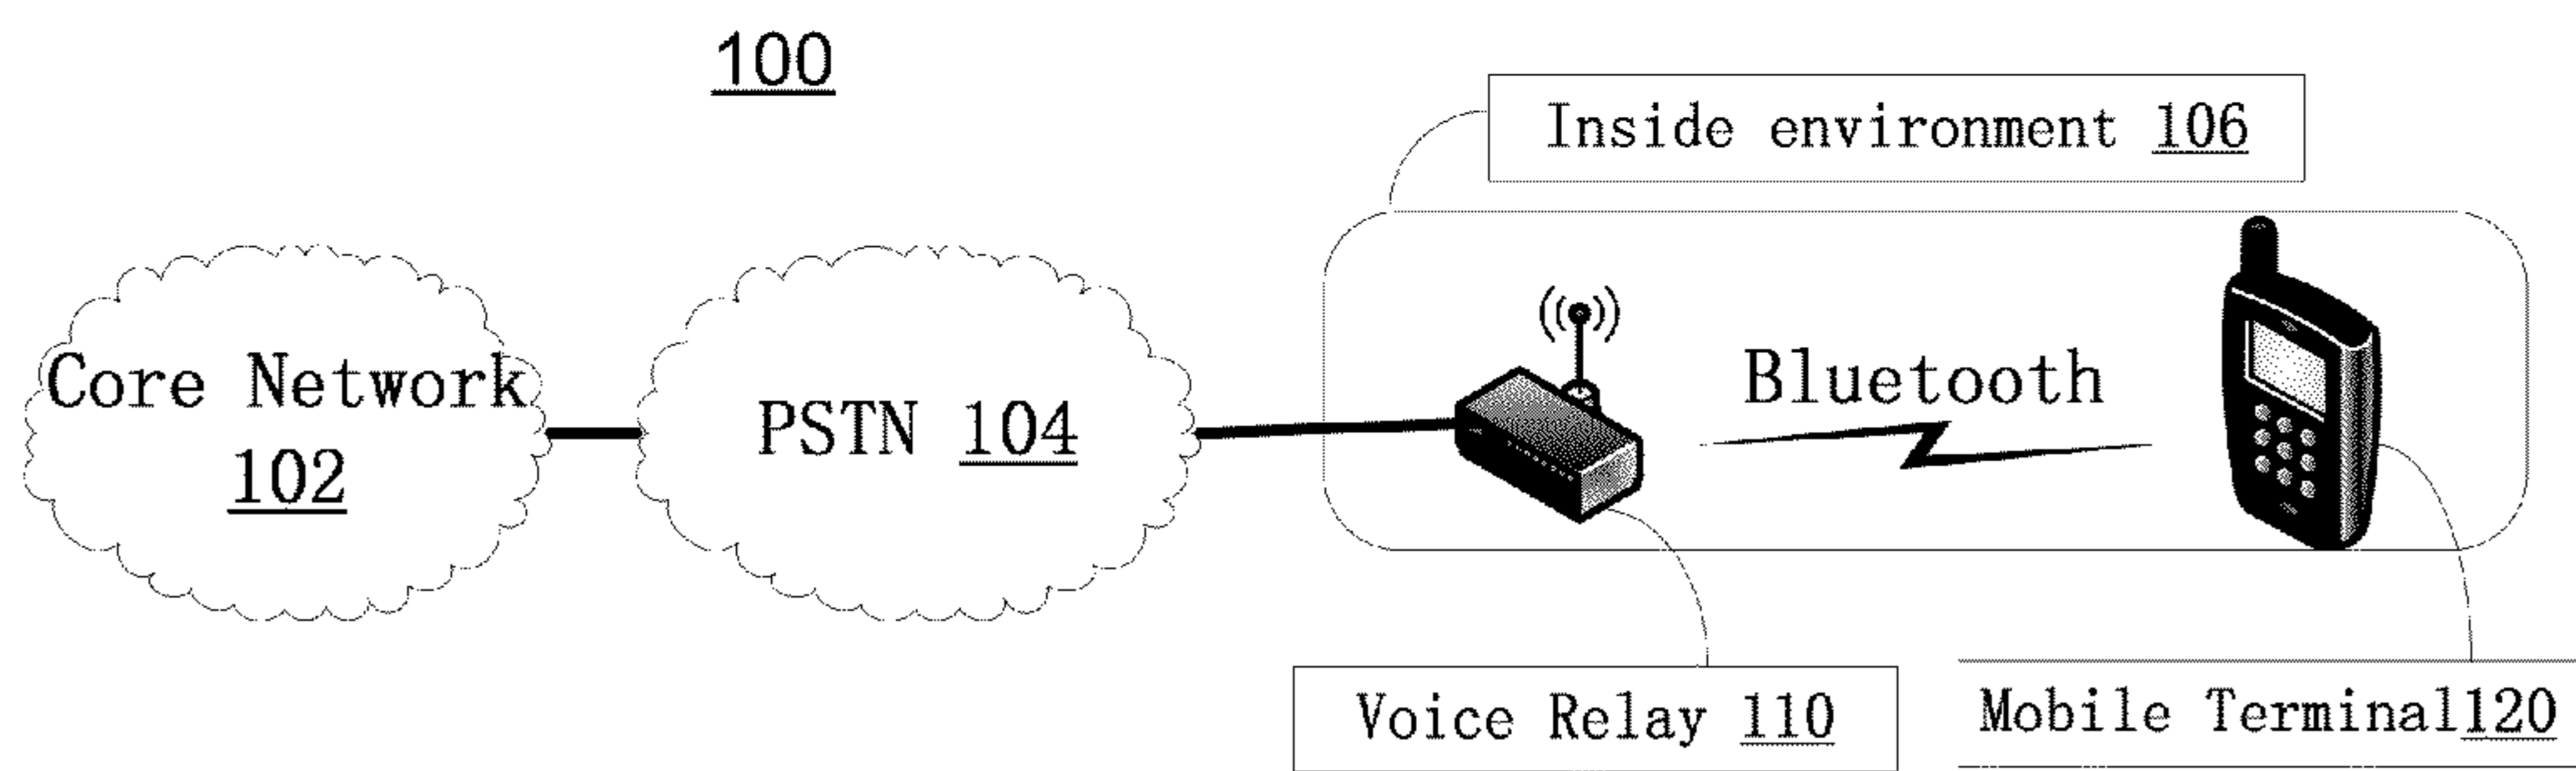 100
Inside environment 106
Core Network
102
PSTN 104
Bluetooth
Voice Relay 110
Mobile Terminal120